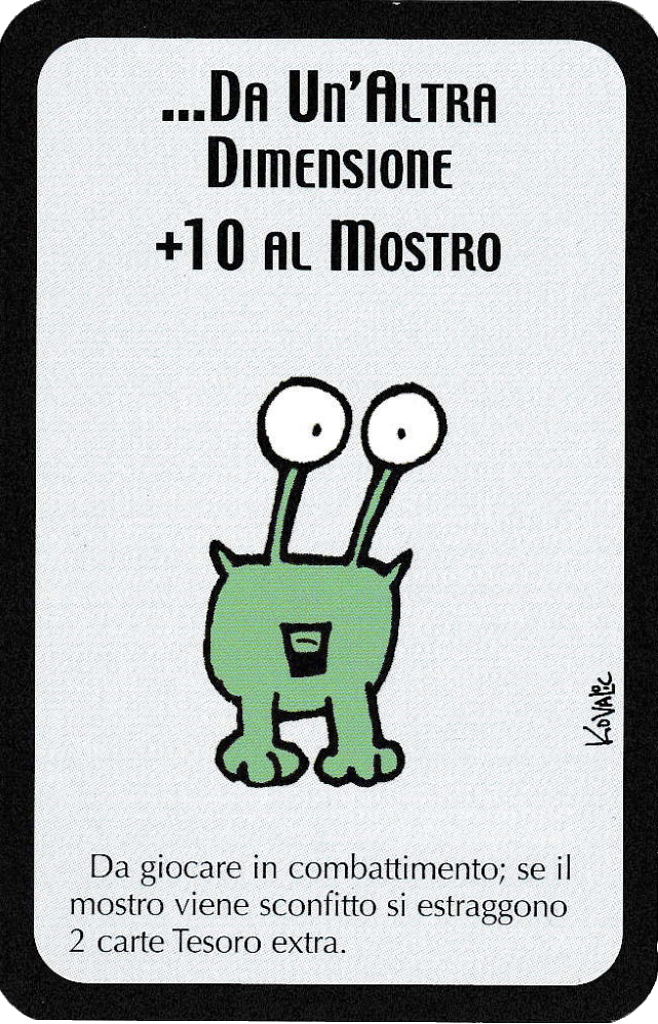 ...Da Un'Altra
Dimensione
+10 al Mostro
Kovalic
Da giocare in combattimento; se il
mostro viene sconfitto si estraggono
2 carte Tesoro extra.